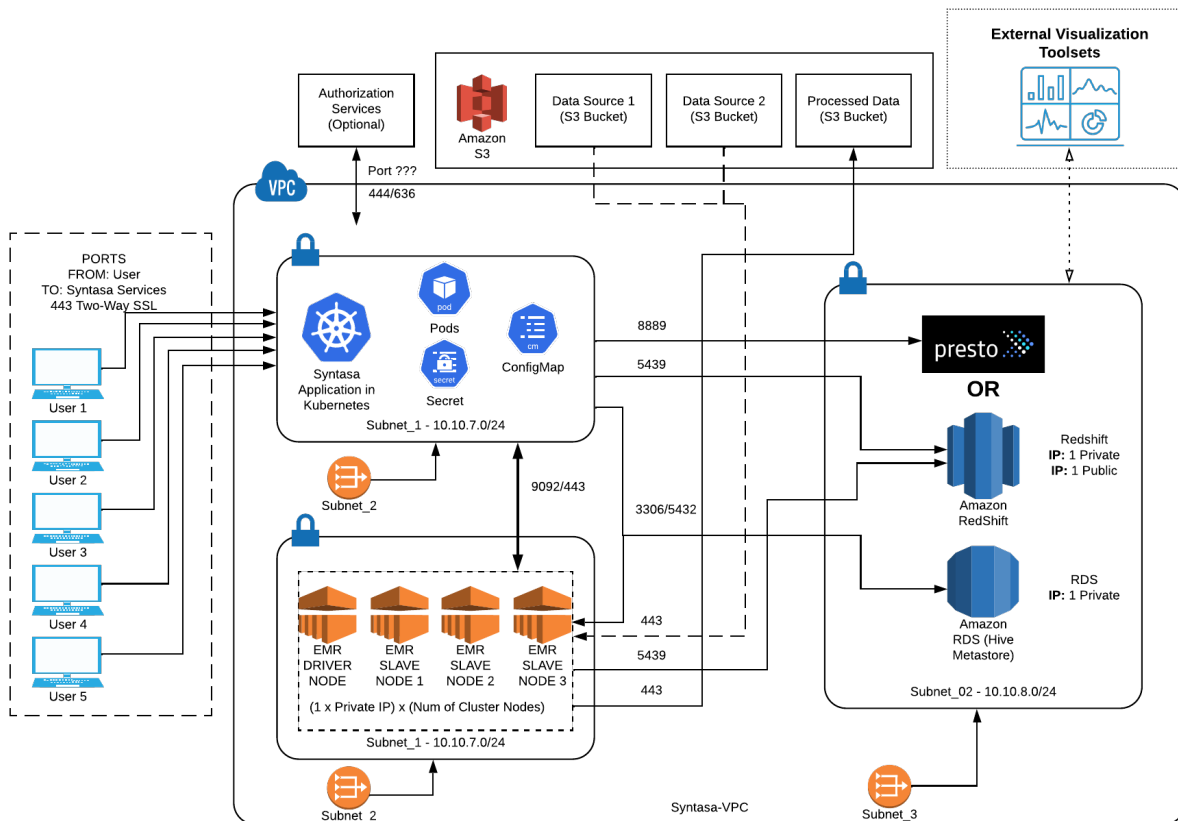 External Visualization
Toolsets
Authorization
Services
(Optional)
Amazon
S3
Data Source 1
(S3 Bucket)
Data Source 2
(S3 Bucket)
Processed Data
(S3 Bucket)
Port ???
444/636
VPC
PORTS
FROM: User
TO: Syntasa Services
443 Two-Way SSL
User 1
User 2
User 3
User 4
User 5
Syntasa
Application in
Kubernetes
pod
Pods
secret
Secret
cm
ConfigMap
Subnet_1 - 10.10.7.0/24
Subnet_2
9092/443
8889
5439
3306/5432
443
5439
443
EMR
DRIVER
NODE
EMR
SLAVE
NODE 1
EMR
SLAVE
NODE 2
EMR
SLAVE
NODE 3
(1 x Private IP) x (Num of Cluster Nodes)
Subnet_1 - 10.10.7.0/24
Subnet_2
presto
OR
Amazon
RedShift
Redshift
IP: 1 Private
IP: 1 Public
Amazon
RDS (Hive
Metastore)
RDS
IP: 1 Private
Subnet_02 - 10.10.8.0/24
Subnet_3
Syntasa-VPC